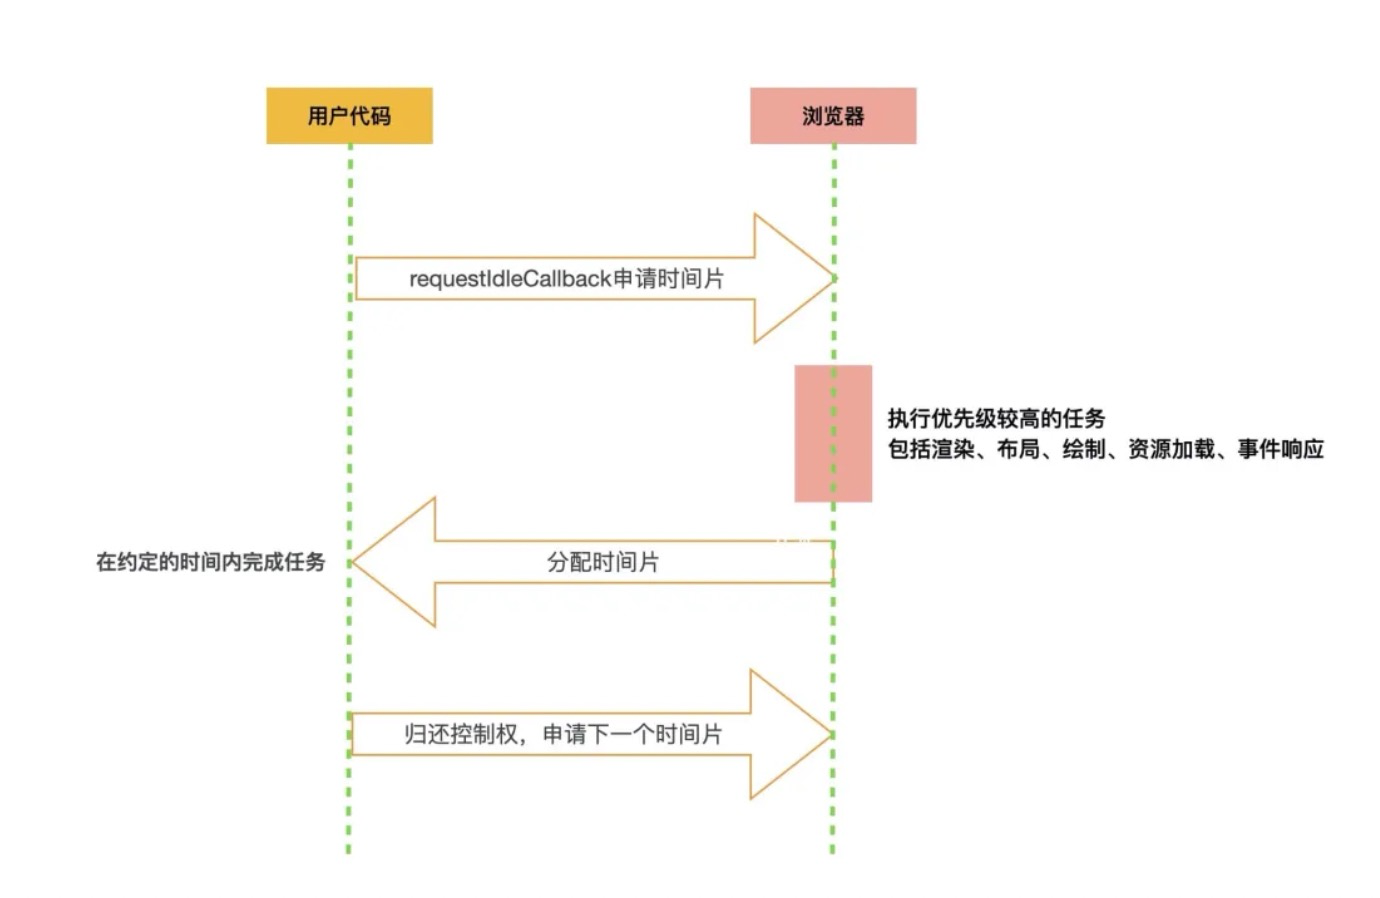 用户代码
浏览器
requestIdleCallback申请时间片
执行优先级较高的任务
包括渲染、布局、绘制、资源加载、事件响应
在约定的时间内完成任务
分配时间片
归还控制权，申请下一个时间片